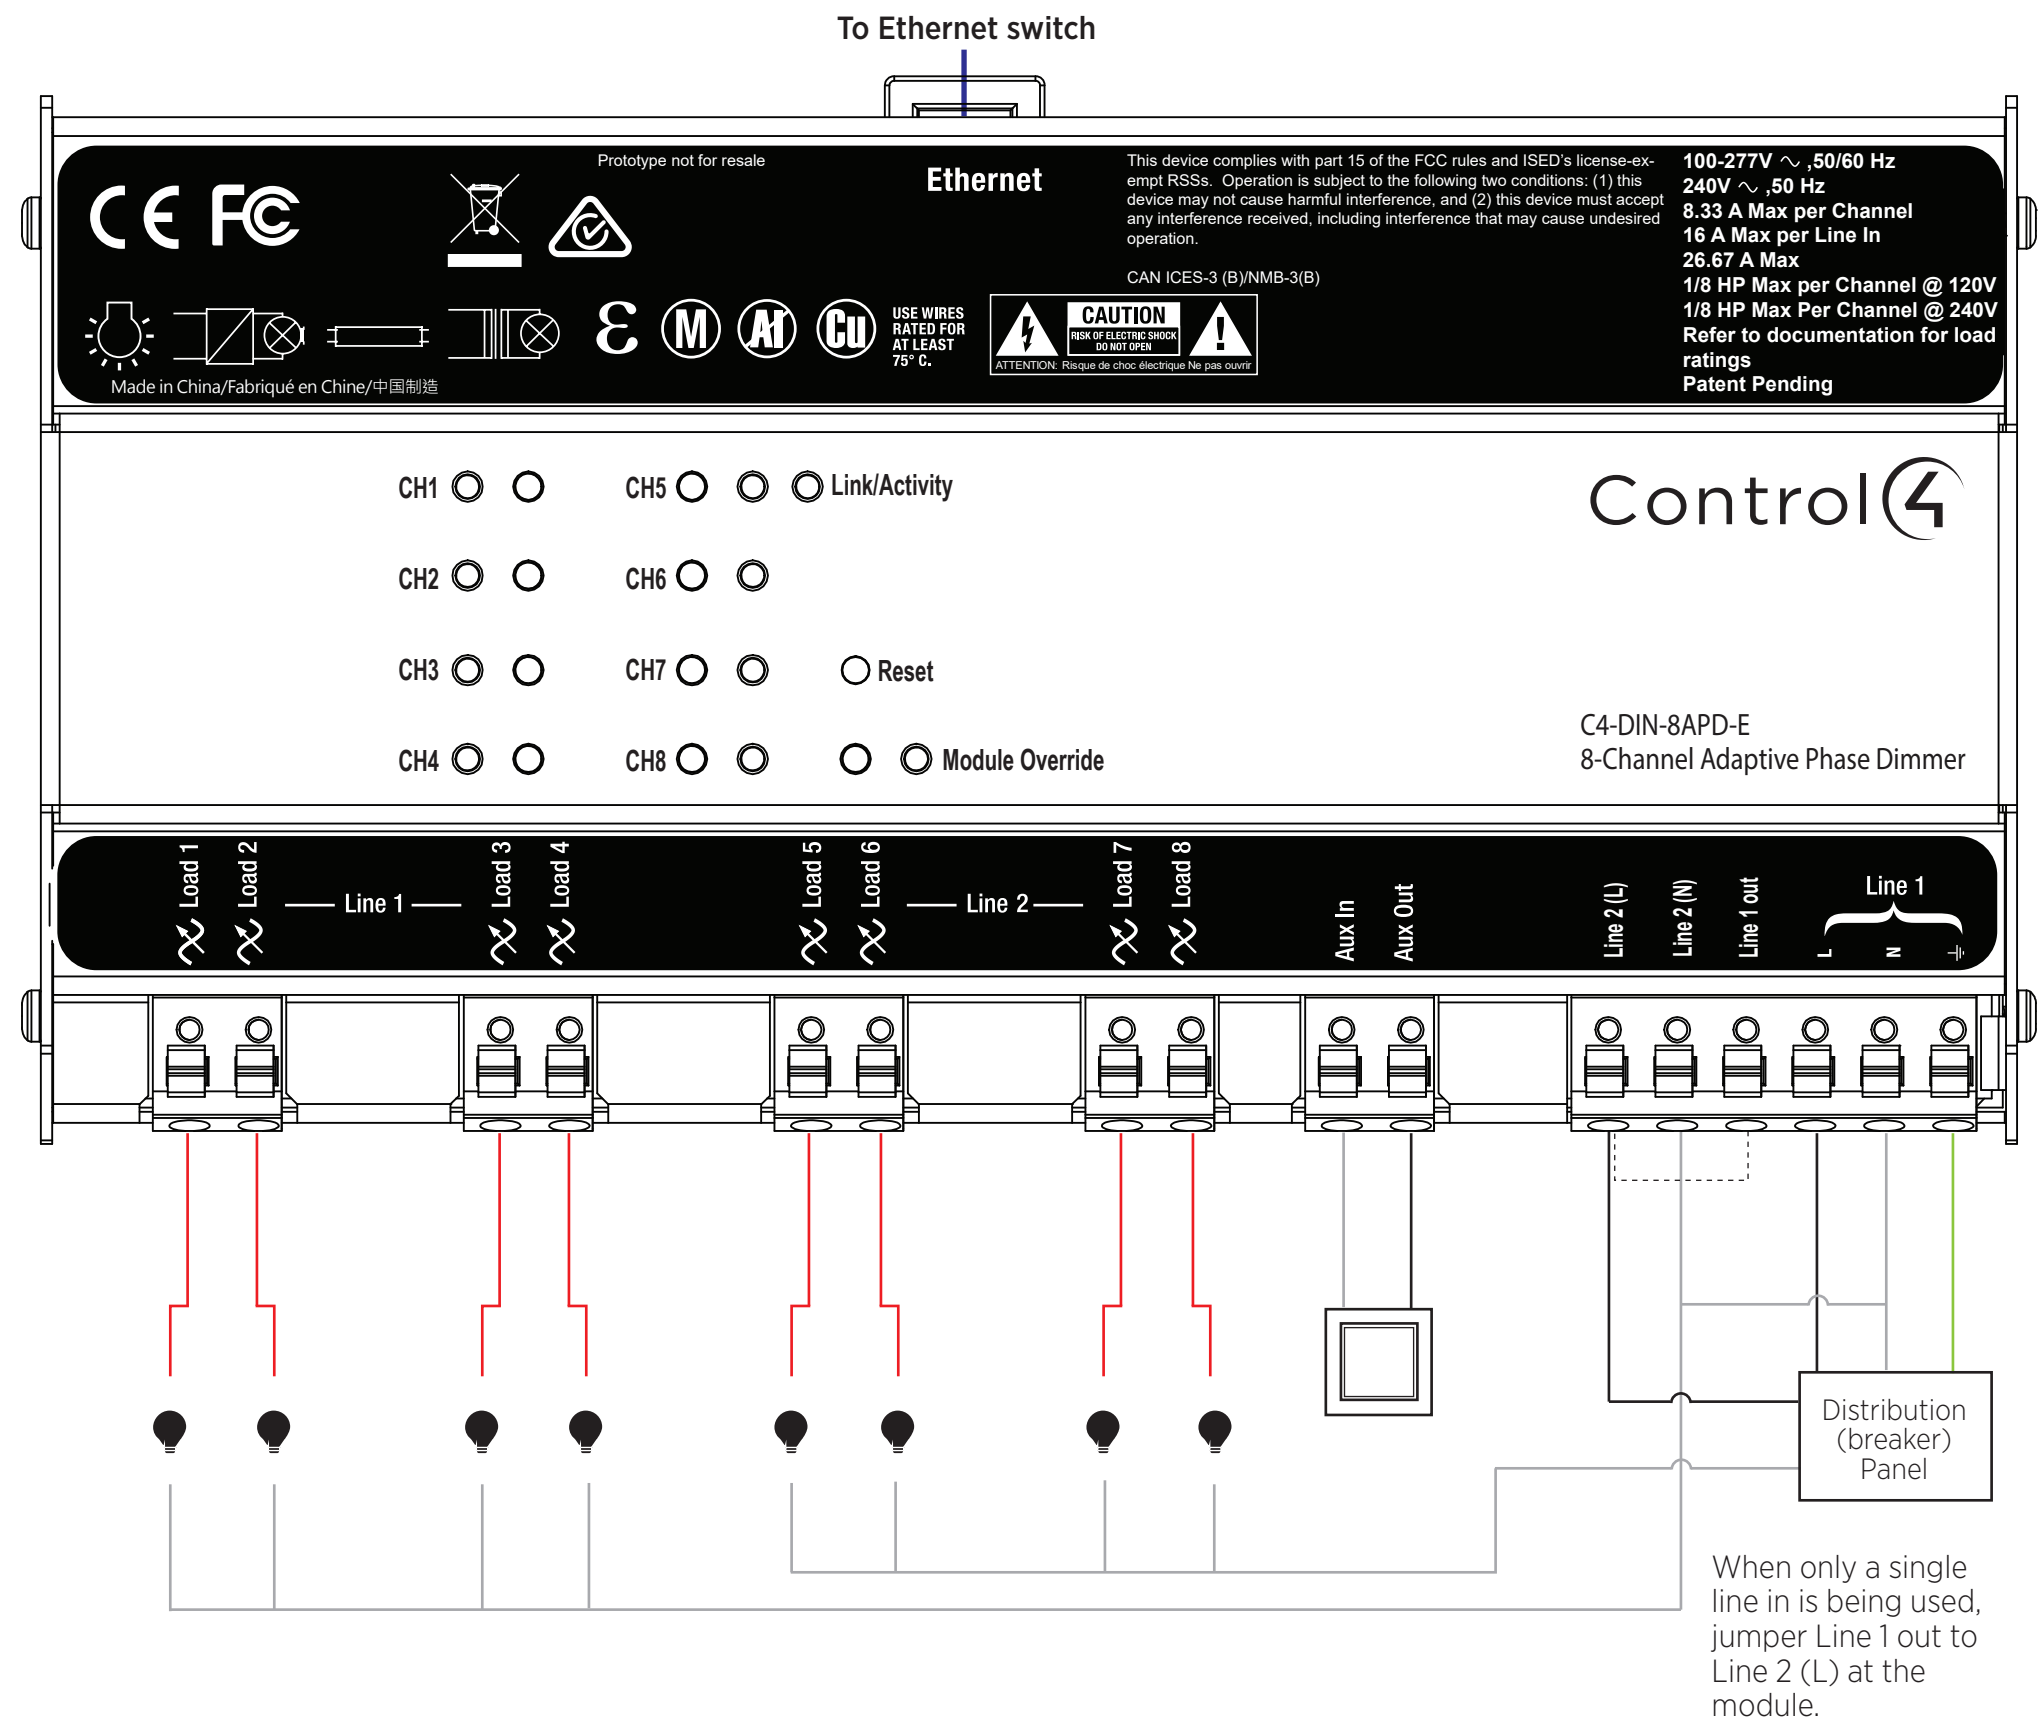 To Ethernet switch
Prototype not for resale
Ethernet
This device complies with part 15 of the FCC rules and ISED's license-ex-
empt RSSs. Operation is subject to the following two conditions: (1) this
device may not cause harmful interference, and (2) this device must accept
any interference received, including interference that may cause undesired
operation.
CAN ICES-3 (B)/NMB-3(B)
100-277V ~ ,50/60 Hz
240V ~ ,50 Hz
8.33 A Max per Channel
16 A Max per Line In
26.67 A Max
1/8 HP Max per Channel @ 120V
1/8 HP Max Per Channel @ 240V
Refer to documentation for load
ratings
Patent Pending
CE FC
M
Al
Cu
USE WIRES
RATED FOR
AT LEAST
75° C.
CAUTION
RISK OF ELECTRIC SHOCK
DO NOT OPEN
ATTENTION: Risque de choc électrique Ne pas ouvrir
Made in China/Fabriqué en Chine/中国制造
CH1
CH5
Link/Activity
CH2
CH6
CH3
CH7
Reset
CH4
CH8
Module Override
Control4
C4-DIN-8APD-E
8-Channel Adaptive Phase Dimmer
Load 1
Load 2
Line 1
Load 3
Load 4
Load 5
Load 6
Line 2
Load 7
Load 8
Aux In
Aux Out
Line 2 (L)
Line 2 (N)
Line 1 out
Line 1
L
N
Distribution
(breaker)
Panel
When only a single
line in is being used,
jumper Line 1 out to
Line 2 (L) at the
module.